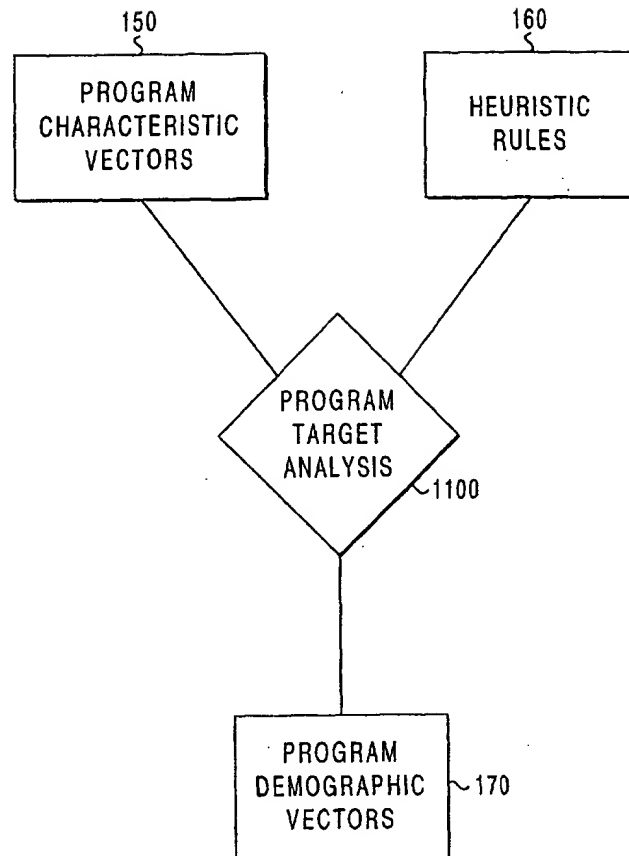 150
PROGRAM
CHARACTERISTIC
VECTORS
160
HEURISTIC
RULES
PROGRAM
TARGET
ANALYSIS
1100
PROGRAM
DEMOGRAPHIC
VECTORS
170